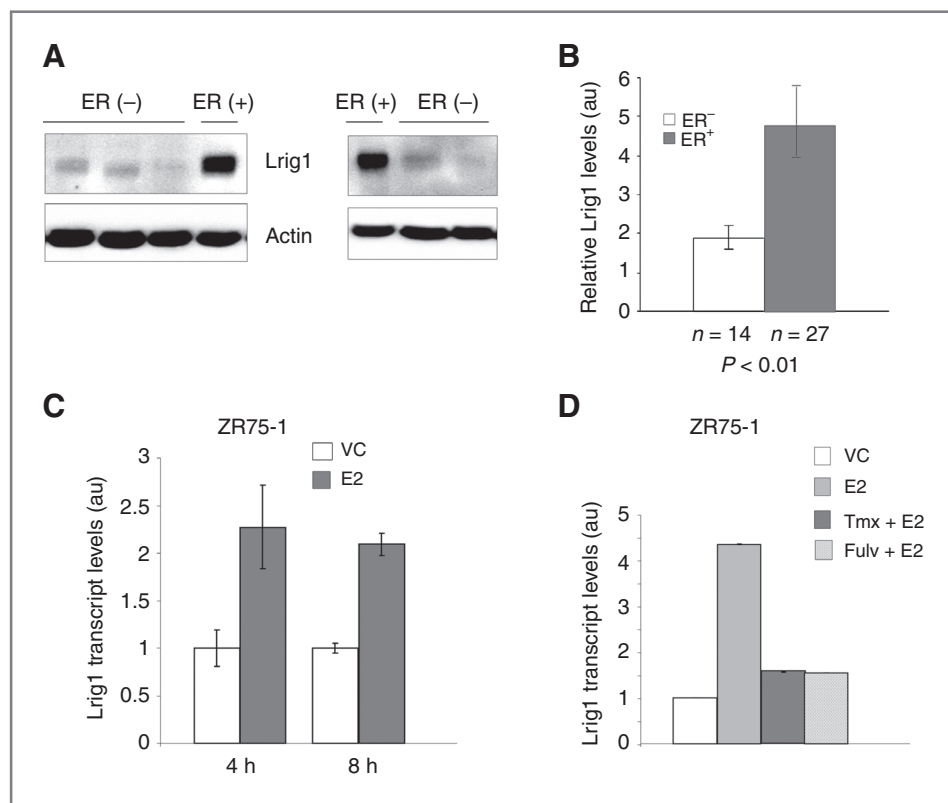 A
ER (–) ER (+) ER (+) ER (–)
Lrig1
Actin
B
Relative Lrig1 levels (au)
6
5
4
3
2
1
0
ER–
ER+
n = 14 n = 27
P < 0.01
C
ZR75-1
VC
E2
Lrig1 transcript levels (au)
3
2.5
2
1.5
1
0.5
0
4 h 8 h
D
ZR75-1
VC
E2
Tmx + E2
Fulv + E2
Lrig1 transcript levels (au)
5
4
3
2
1
0